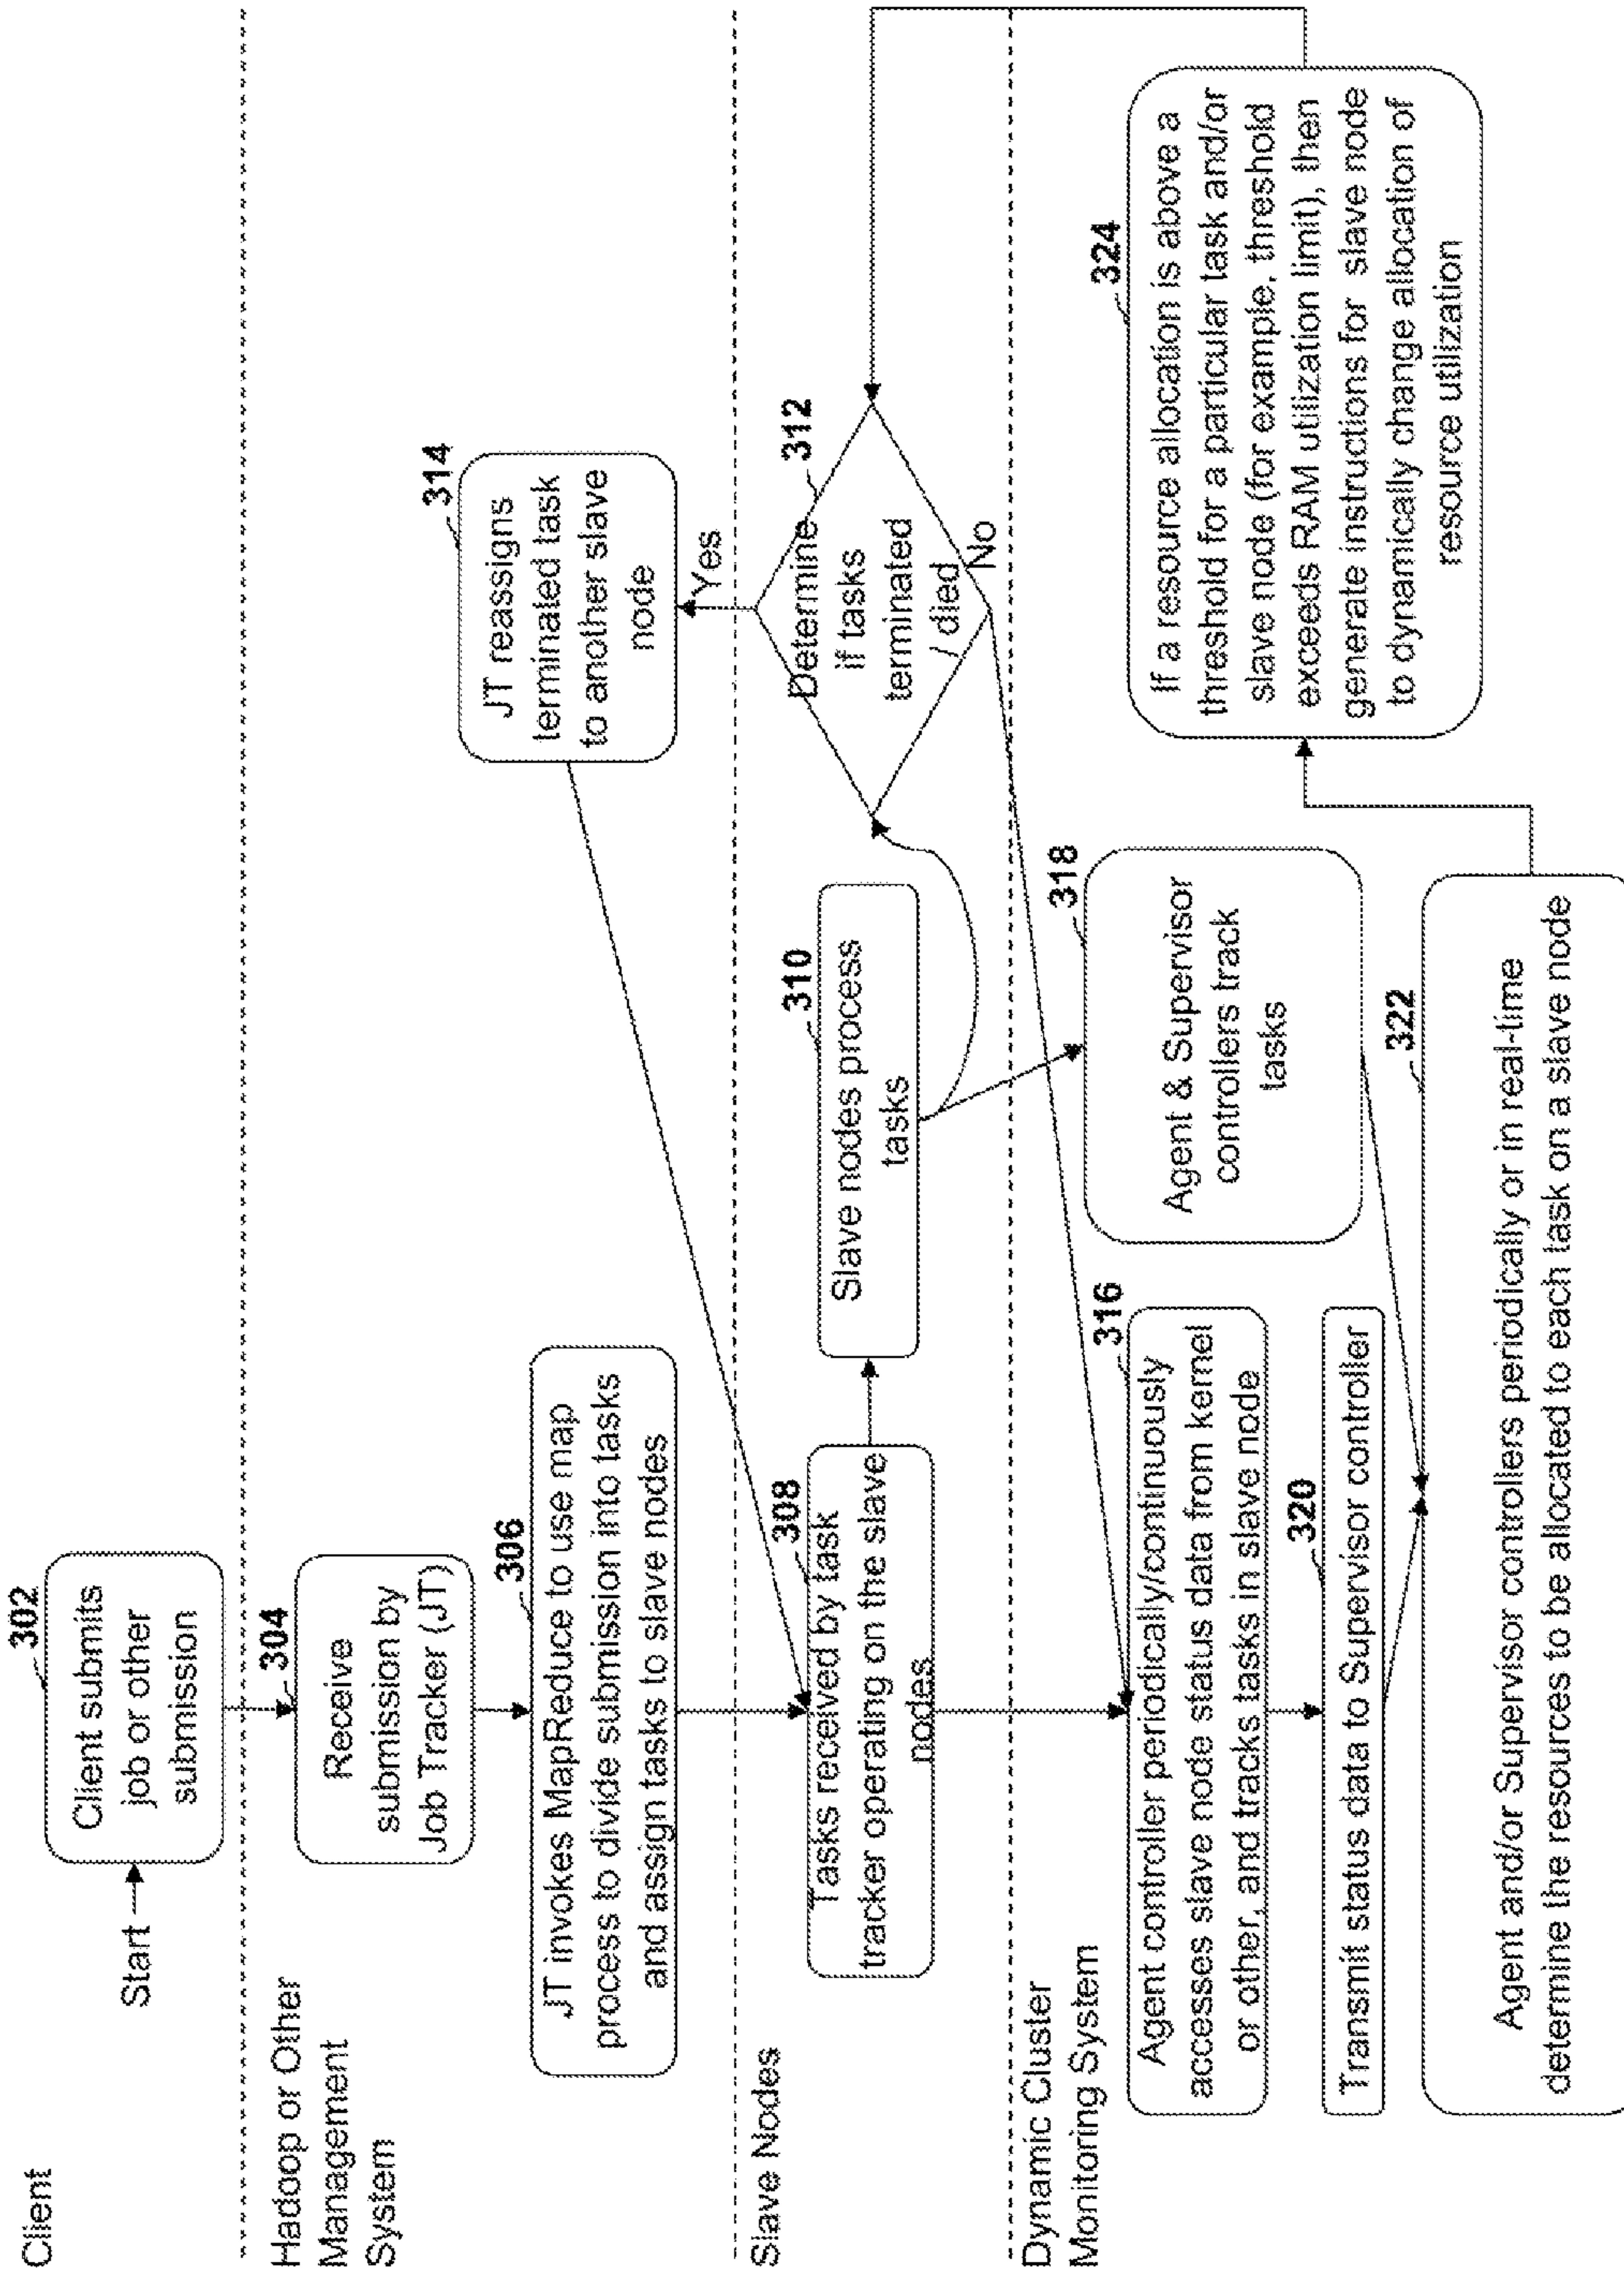 Client
Start
302
Client submits
job or other
submission
Hadoop or Other
Management
System
304
Receive
submission by
Job Tracker (JT)
306
JT invokes MapReduce to use map
process to divide submission into tasks
and assign tasks to slave nodes
314
JT reassigns
terminated task
to another slave
node
Slave Nodes
308
Tasks received by task
tracker operating on the slave
nodes
310
Slave nodes process
tasks
312
Determine
if tasks
terminated
/ died
Yes
No
Dynamic Cluster
Monitoring System
316
Agent controller periodically/continuously
accesses slave node status data from kernel
or other, and tracks tasks in slave node
318
Agent & Supervisor
controllers track
tasks
320
Transmit status data to Supervisor controller
322
Agent and/or Supervisor controllers periodically or in real-time
determine the resources to be allocated to each task on a slave node
324
If a resource allocation is above a
threshold for a particular task and/or
slave node (for example, threshold
exceeds RAM utilization limit), then
generate instructions for slave node
to dynamically change allocation of
resource utilization